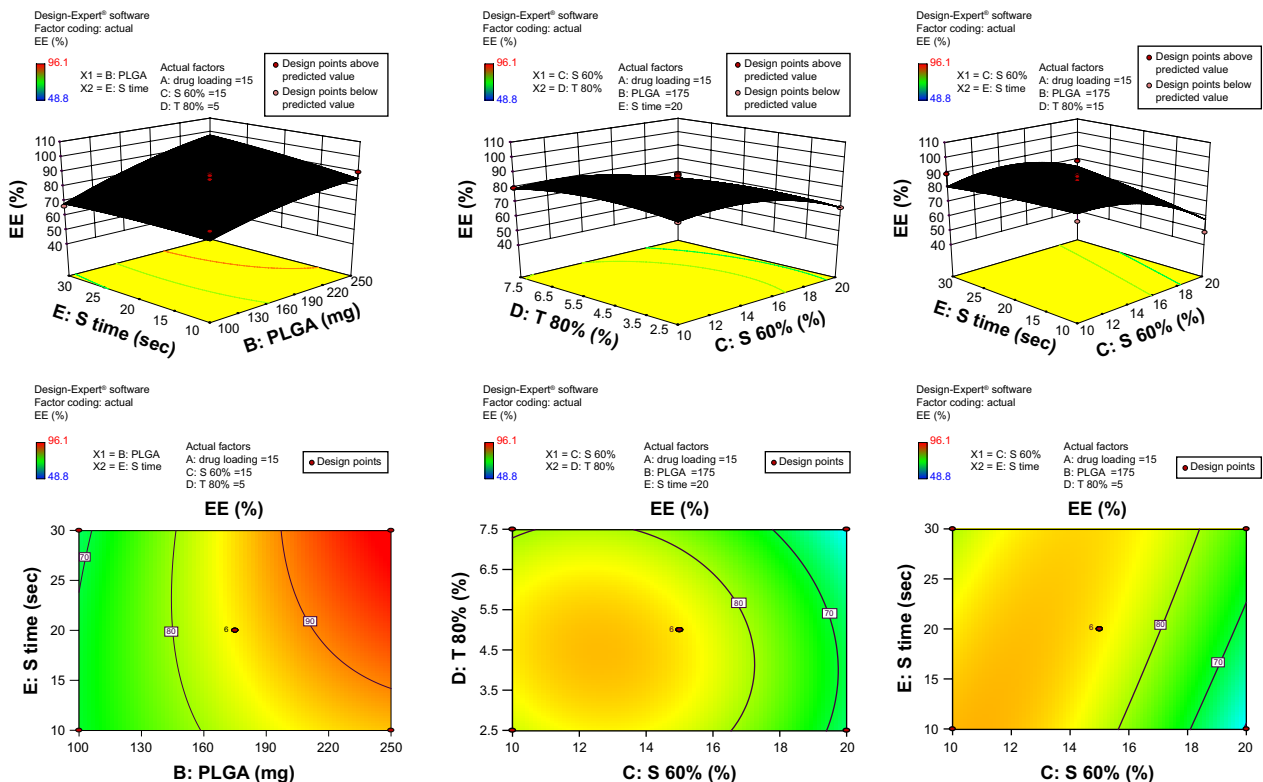 Design-Expert® software
Factor coding: actual
EE (%)
96.1
48.8
X1 = B: PLGA
X2 = E: S time
Actual factors
A: drug loading =15
C: S 60% =15
D: T 80% =5
Design points above
predicted value
Design points below
predicted value
110
100
90
80
70
60
50
40
EE (%)
30
25
20
15
10
E: S time (sec)
100
130
160
190
220
250
B: PLGA (mg)
Design-Expert® software
Factor coding: actual
EE (%)
96.1
48.8
X1 = C: S 60%
X2 = D: T 80%
Actual factors
A: drug loading =15
B: PLGA =175
E: S time =20
Design points above
predicted value
Design points below
predicted value
110
100
90
80
70
60
50
40
EE (%)
7.5
6.5
5.5
4.5
3.5
2.5
D: T 80% (%)
10
12
14
16
18
20
C: S 60% (%)
Design-Expert® software
Factor coding: actual
EE (%)
96.1
48.8
X1 = C: S 60%
X2 = E: S time
Actual factors
A: drug loading =15
B: PLGA =175
D: T 80% =15
Design points above
predicted value
Design points below
predicted value
110
100
90
80
70
60
50
40
EE (%)
30
25
20
15
10
E: S time (sec)
10
12
14
16
18
20
C: S 60% (%)
Design-Expert® software
Factor coding: actual
EE (%)
96.1
48.8
X1 = B: PLGA
X2 = E: S time
Actual factors
A: drug loading =15
C: S 60% =15
D: T 80% =5
Design points
EE (%)
30
25
20
15
10
E: S time (sec)
70
80
6
90
100
130
160
190
220
250
B: PLGA (mg)
Design-Expert® software
Factor coding: actual
EE (%)
96.1
48.8
X1 = C: S 60%
X2 = D: T 80%
Actual factors
A: drug loading =15
B: PLGA =175
E: S time =20
Design points
EE (%)
7.5
6.5
5.5
4.5
3.5
2.5
D: T 80% (%)
80
70
6
10
12
14
16
18
20
C: S 60% (%)
Design-Expert® software
Factor coding: actual
EE (%)
96.1
48.8
X1 = C: S 60%
X2 = E: S time
Actual factors
A: drug loading =15
B: PLGA =175
D: T 80% =5
Design points
EE (%)
30
25
20
15
10
E: S time (sec)
6
80
70
10
12
14
16
18
20
C: S 60% (%)